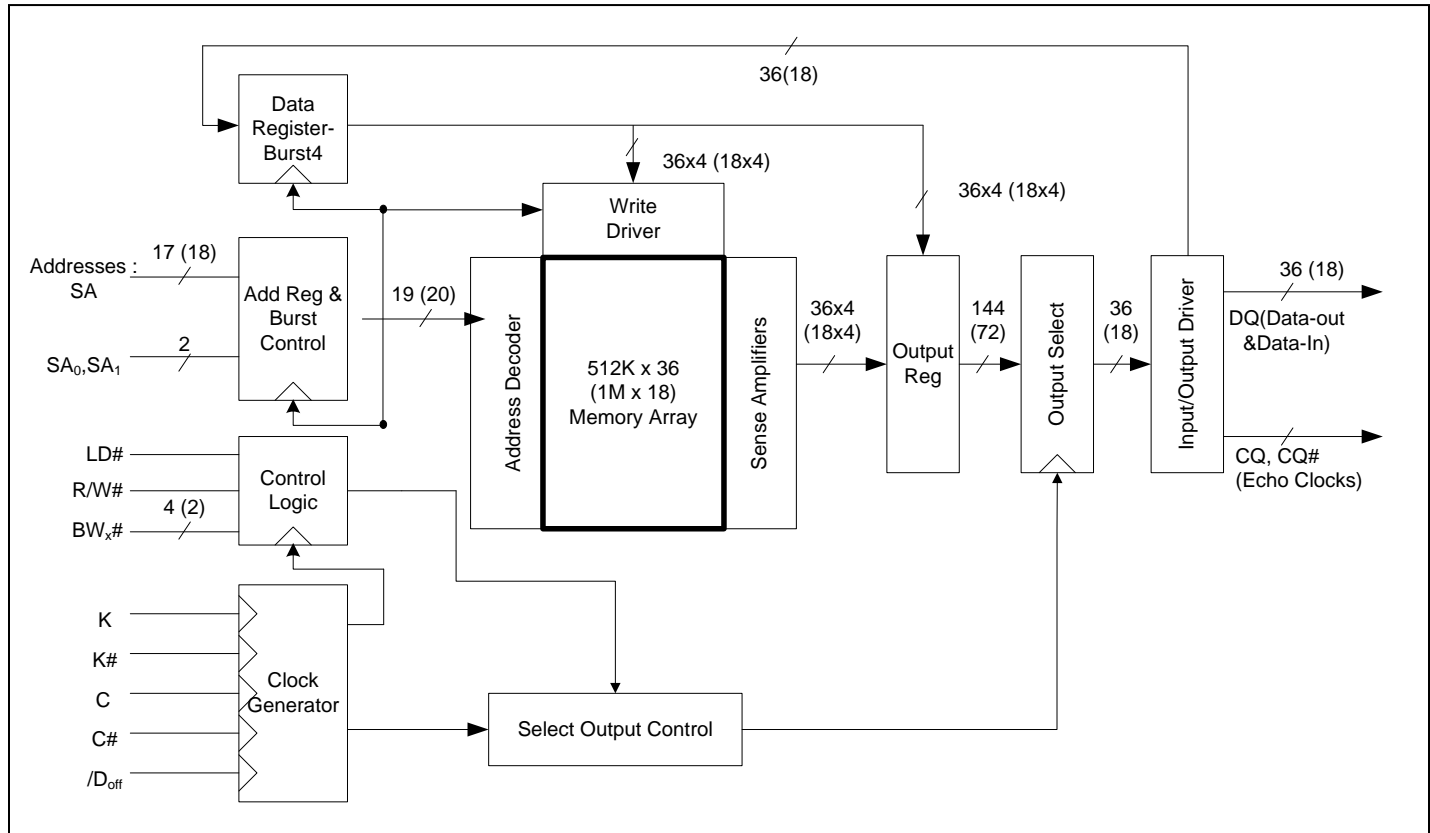 36(18)
Data
Register-
Burst4
36x4 (18x4)
36x4 (18x4)
Write
Driver
Addresses :
SA
17 (18)
SA0,SA1
2
Add Reg &
Burst
Control
19 (20)
Address Decoder
512K x 36
(1M x 18)
Memory Array
Sense Amplifiers
36x4
(18x4)
Output
Reg
144
(72)
Output Select
36
(18)
Input/Output Driver
36 (18)
DQ(Data-out
&Data-In)
CQ, CQ#
(Echo Clocks)
LD#
R/W#
BWx#
4 (2)
Control
Logic
K
K#
C
C#
/Doff
Clock
Generator
Select Output Control